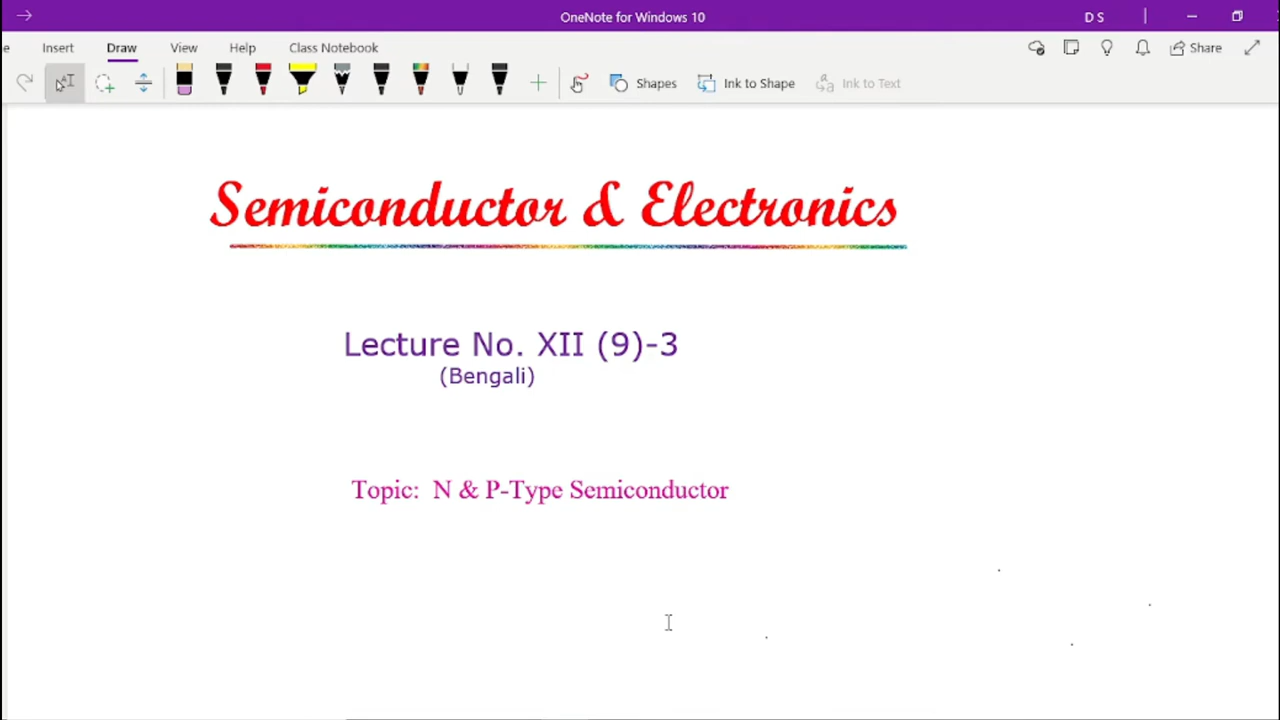 OneNote for Windows 10
D S
Insert Draw View Help Class Notebook
Share
Shapes
Ink to Shape
Ink to Text
Semiconductor & Electronics
Lecture No. XII (9)-3
(Bengali)
Topic: N & P-Type Semiconductor